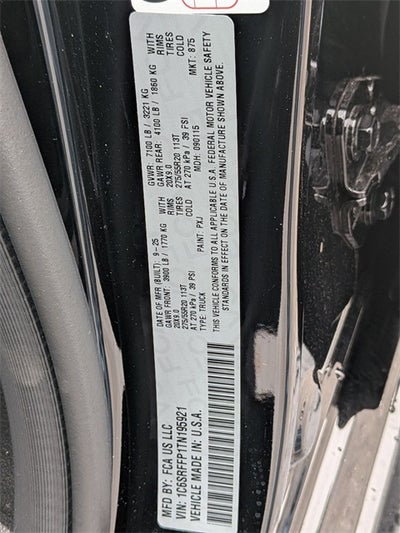 MFD BY: FCA US LLC
VIN: 1C6SRFFP1TN195921
VEHICLE MADE IN: U.S.A.
DATE OF MFR (BUILT): 9-25
GAWR FRONT: 3900 LB / 1770 KG WITH
20X9.0 RIMS
275/55R20 113T TIRES
AT 270 kPa / 39 PSI COLD
TYPE: TRUCK PAINT: PXJ
GVWR: 7100 LB / 3221 KG
GAWR REAR: 4100 LB / 1860 KG WITH
20X9.0 RIMS
275/55R20 113T TIRES
AT 270 kPa / 39 PSI COLD
MDH: 090115 MKT: 875
THIS VEHICLE CONFORMS TO ALL APPLICABLE U.S.A. FEDERAL MOTOR VEHICLE SAFETY
STANDARDS IN EFFECT ON THE DATE OF MANUFACTURE SHOWN ABOVE.